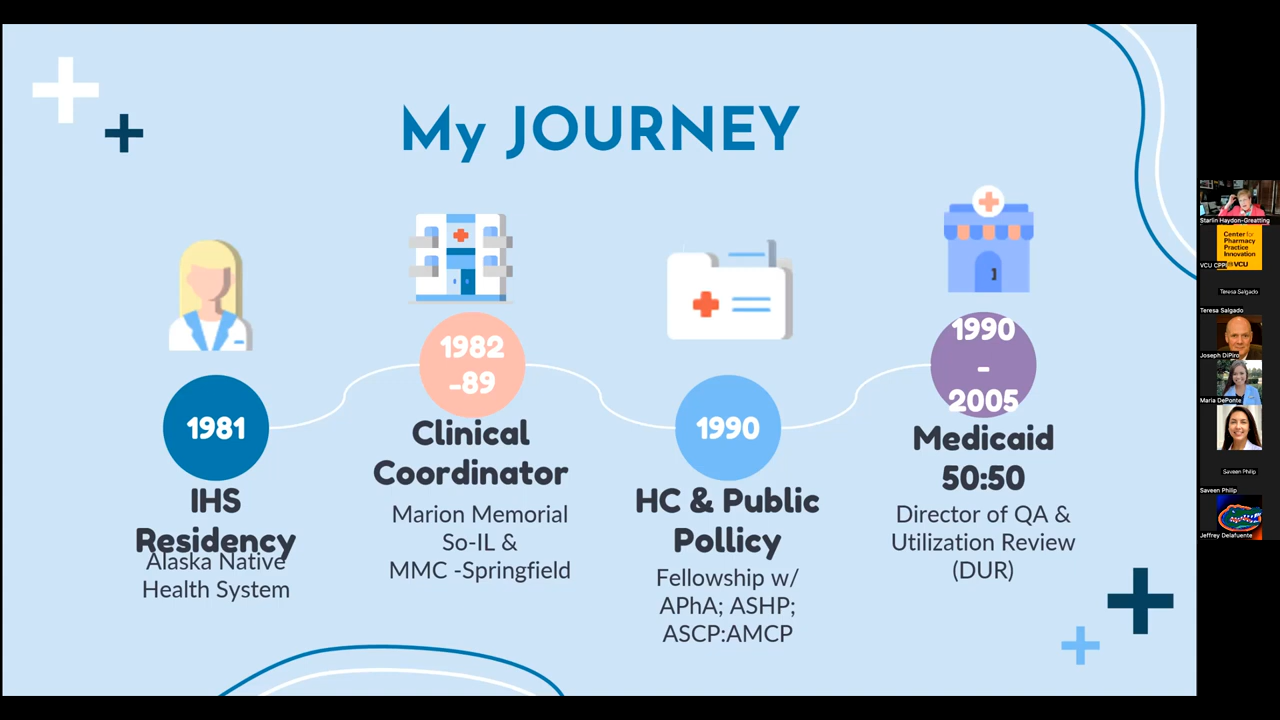 My JOURNEY
1981
IHS
Residency
Alaska Native
Health System
1982
-89
Clinical
Coordinator
Marion Memorial
So-IL &
MMC -Springfield
1990
HC & Public
Pollicy
Fellowship w/
APhA; ASHP;
ASCP:AMCP
1990
-
2005
Medicaid
50:50
Director of QA &
Utilization Review
(DUR)
Starlin Haydon-Greatting
Center for
Pharmacy
Practice
Innovation
VCU
VCU CPPI
Teresa Salgado
Teresa Salgado
Joseph DiPiro
Maria DePonte
Saveen Philip
Saveen Philip
Gators
Jeffrey Delafuente